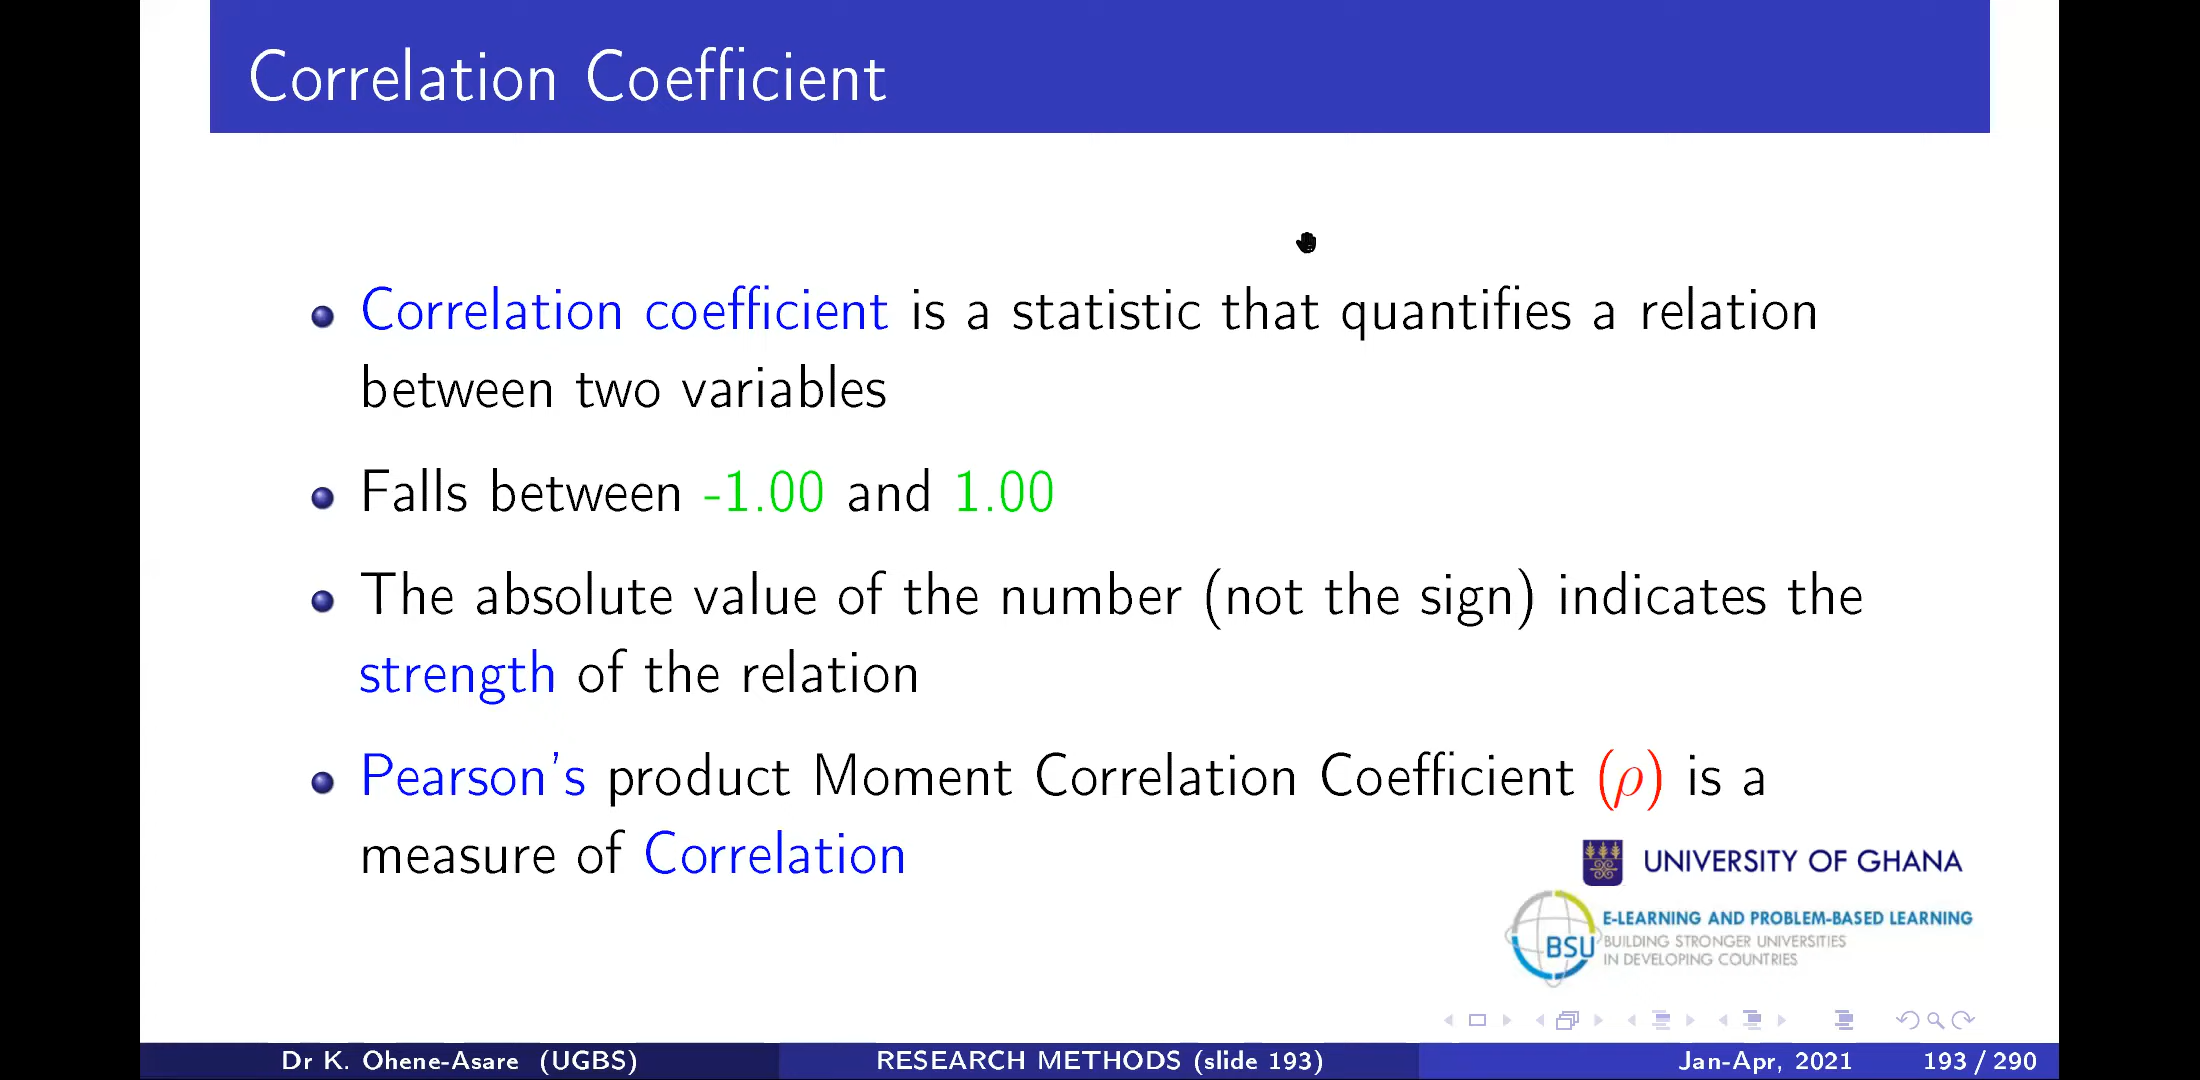 Correlation Coefficient
Correlation coefficient is a statistic that quantifies a relation
between two variables
Falls between -1.00 and 1.00
The absolute value of the number (not the sign) indicates the
strength of the relation
Pearson's product Moment Correlation Coefficient (ρ) is a
measure of Correlation
UNIVERSITY OF GHANA
E-LEARNING AND PROBLEM-BASED LEARNING
BSU BUILDING STRONGER UNIVERSITIES
IN DEVELOPING COUNTRIES
Dr K. Ohene-Asare (UGBS) RESEARCH METHODS (slide 193) Jan-Apr, 2021 193 / 290